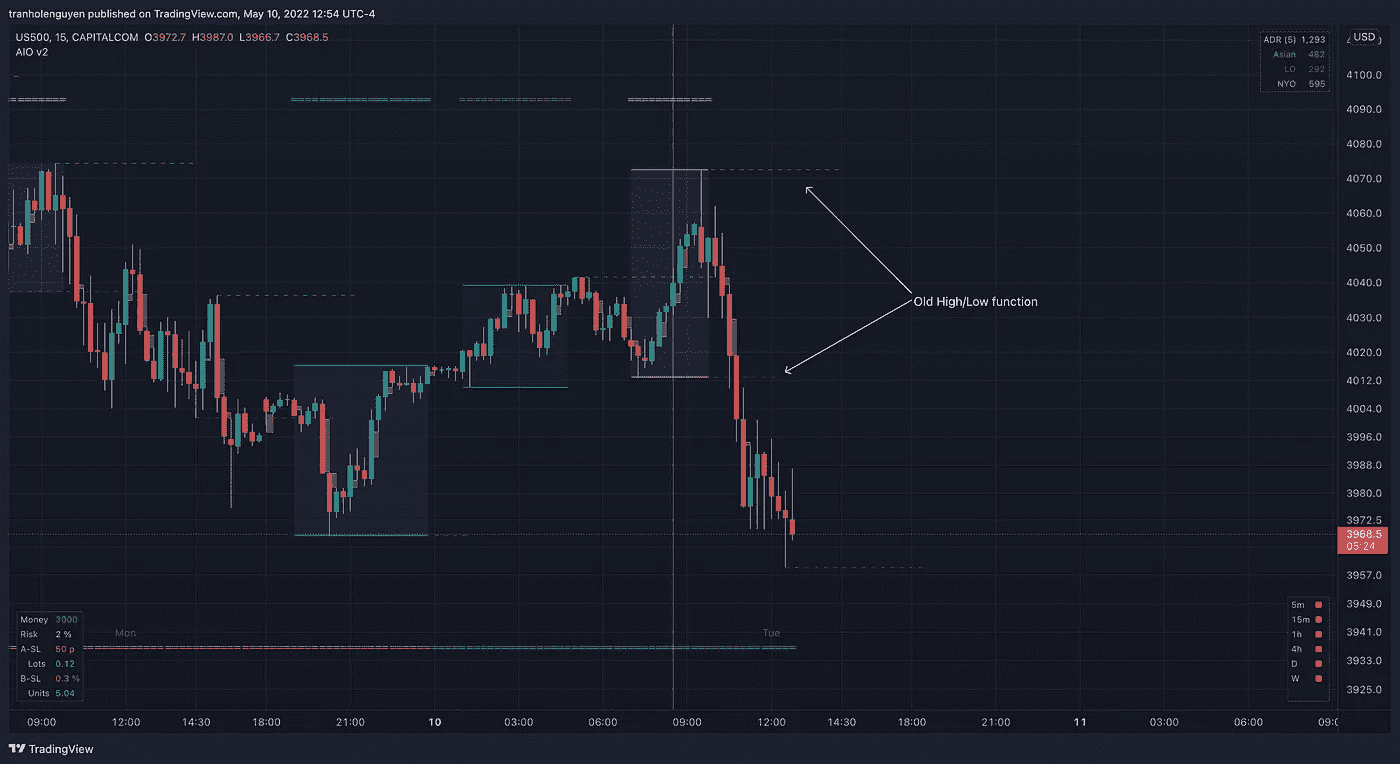 tranholenguyen published on TradingView.com, May 10, 2022 12:54 UTC-4
US500, 15, CAPITALCOM O3972.7 H3987.0 L3966.7 C3968.5
AIO v2
ADR (5) 1,293
Asian 482
LO 292
NYO 595
USD
4100.0
4090.0
4080.0
4070.0
4060.0
4050.0
4040.0
4030.0
4020.0
4012.0
4004.0
3996.0
3988.0
3980.0
3972.5
3968.5
05:24
3957.0
3949.0
3941.0
3933.0
3925.0
Old High/Low function
Money 3000
Risk 2 %
A-SL 50 p
Lots 0.12
B-SL 0.3 %
Units 5.04
Mon
Tue
5m
15m
1h
4h
D
W
09:00 12:00 14:30 18:00 21:00 10 03:00 06:00 09:00 12:00 14:30 18:00 21:00 11 03:00 06:00
TradingView